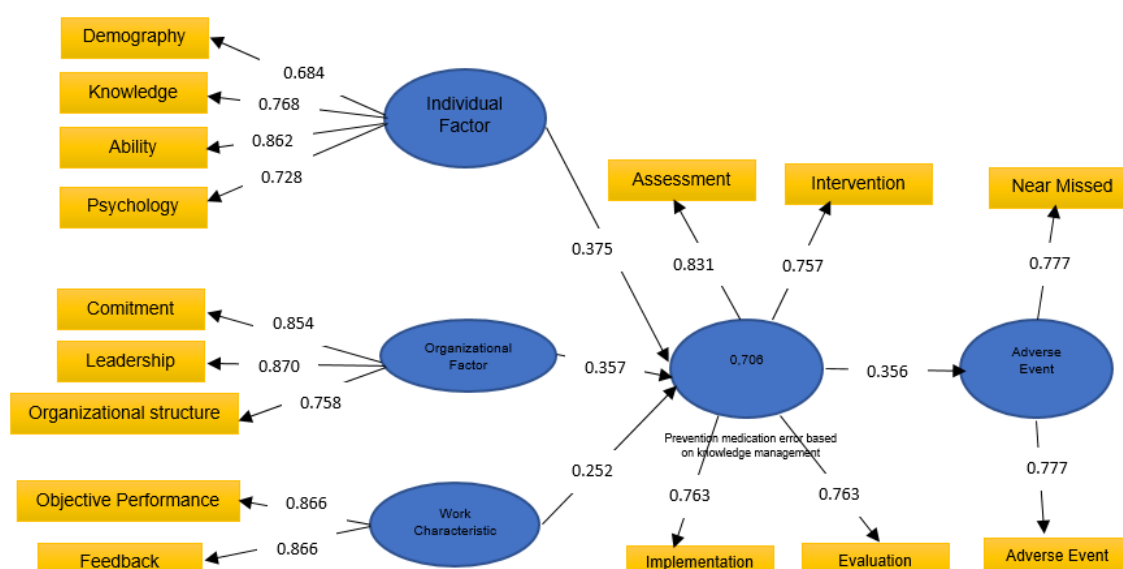 Demography
0.684
Knowledge
0.768
Ability
0.862
Psychology
0.728
Individual
Factor
0.375
Comitment
0.854
Leadership
0.870
Organizational structure
0.758
Organizational
Factor
0.357
Objective Performance
0.866
Feedback
0.866
Work
Characteristic
0.252
Assessment
0.831
Intervention
0.757
0,706
Prevention medication error based
on knowledge management
0.763
Implementation
0.763
Evaluation
0.356
Near Missed
0.777
Adverse
Event
0.777
Adverse Event